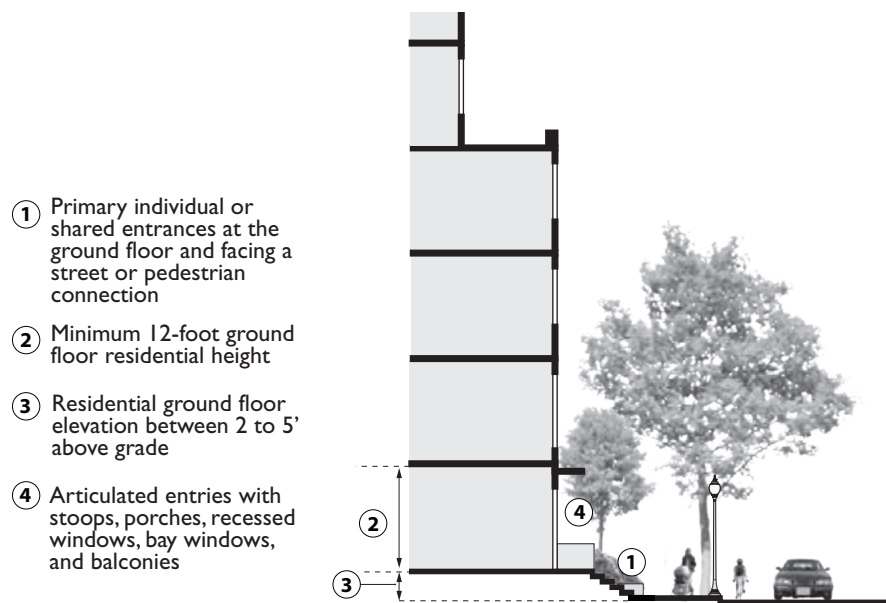 1 Primary individual or
shared entrances at the
ground floor and facing a
street or pedestrian
connection
2 Minimum 12-foot ground
floor residential height
3 Residential ground floor
elevation between 2 to 5'
above grade
4 Articulated entries with
stoops, porches, recessed
windows, bay windows,
and balconies
4
2
1
3